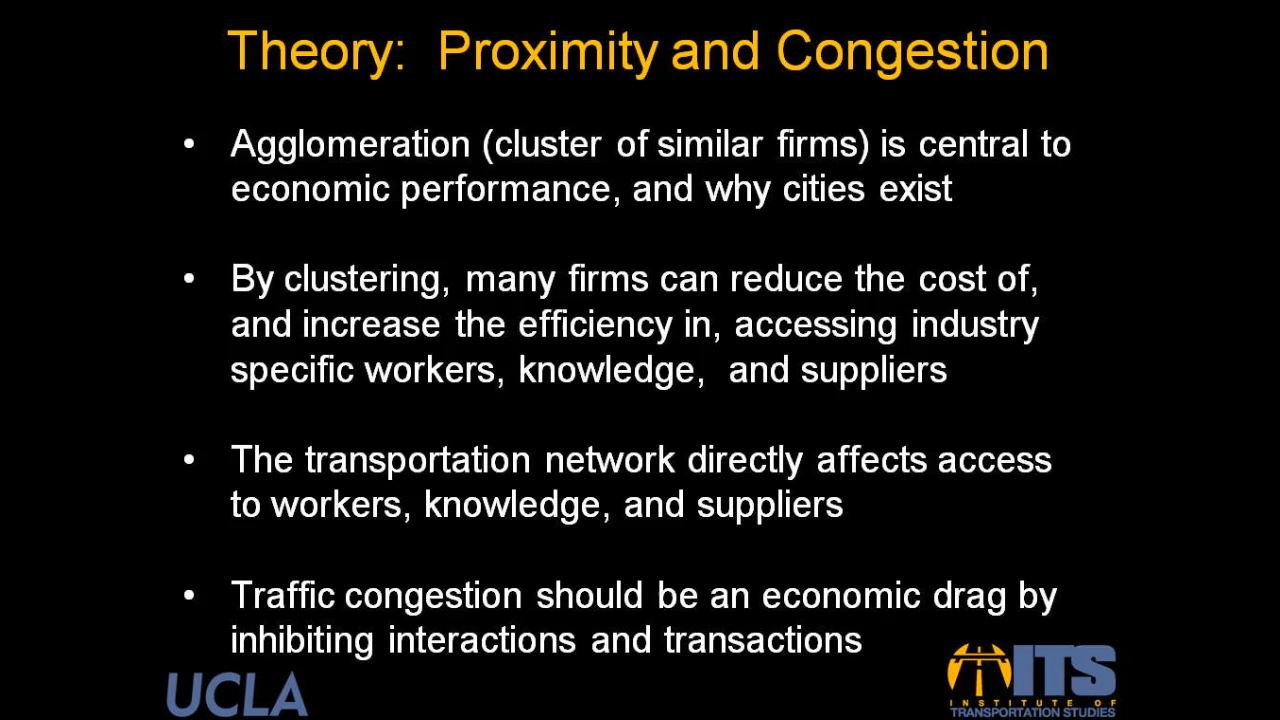 Theory: Proximity and Congestion
• Agglomeration (cluster of similar firms) is central to
economic performance, and why cities exist
• By clustering, many firms can reduce the cost of,
and increase the efficiency in, accessing industry
specific workers, knowledge, and suppliers
• The transportation network directly affects access
to workers, knowledge, and suppliers
• Traffic congestion should be an economic drag by
inhibiting interactions and transactions
UCLA
ITS
INSTITUTE OF
TRANSPORTATION STUDIES